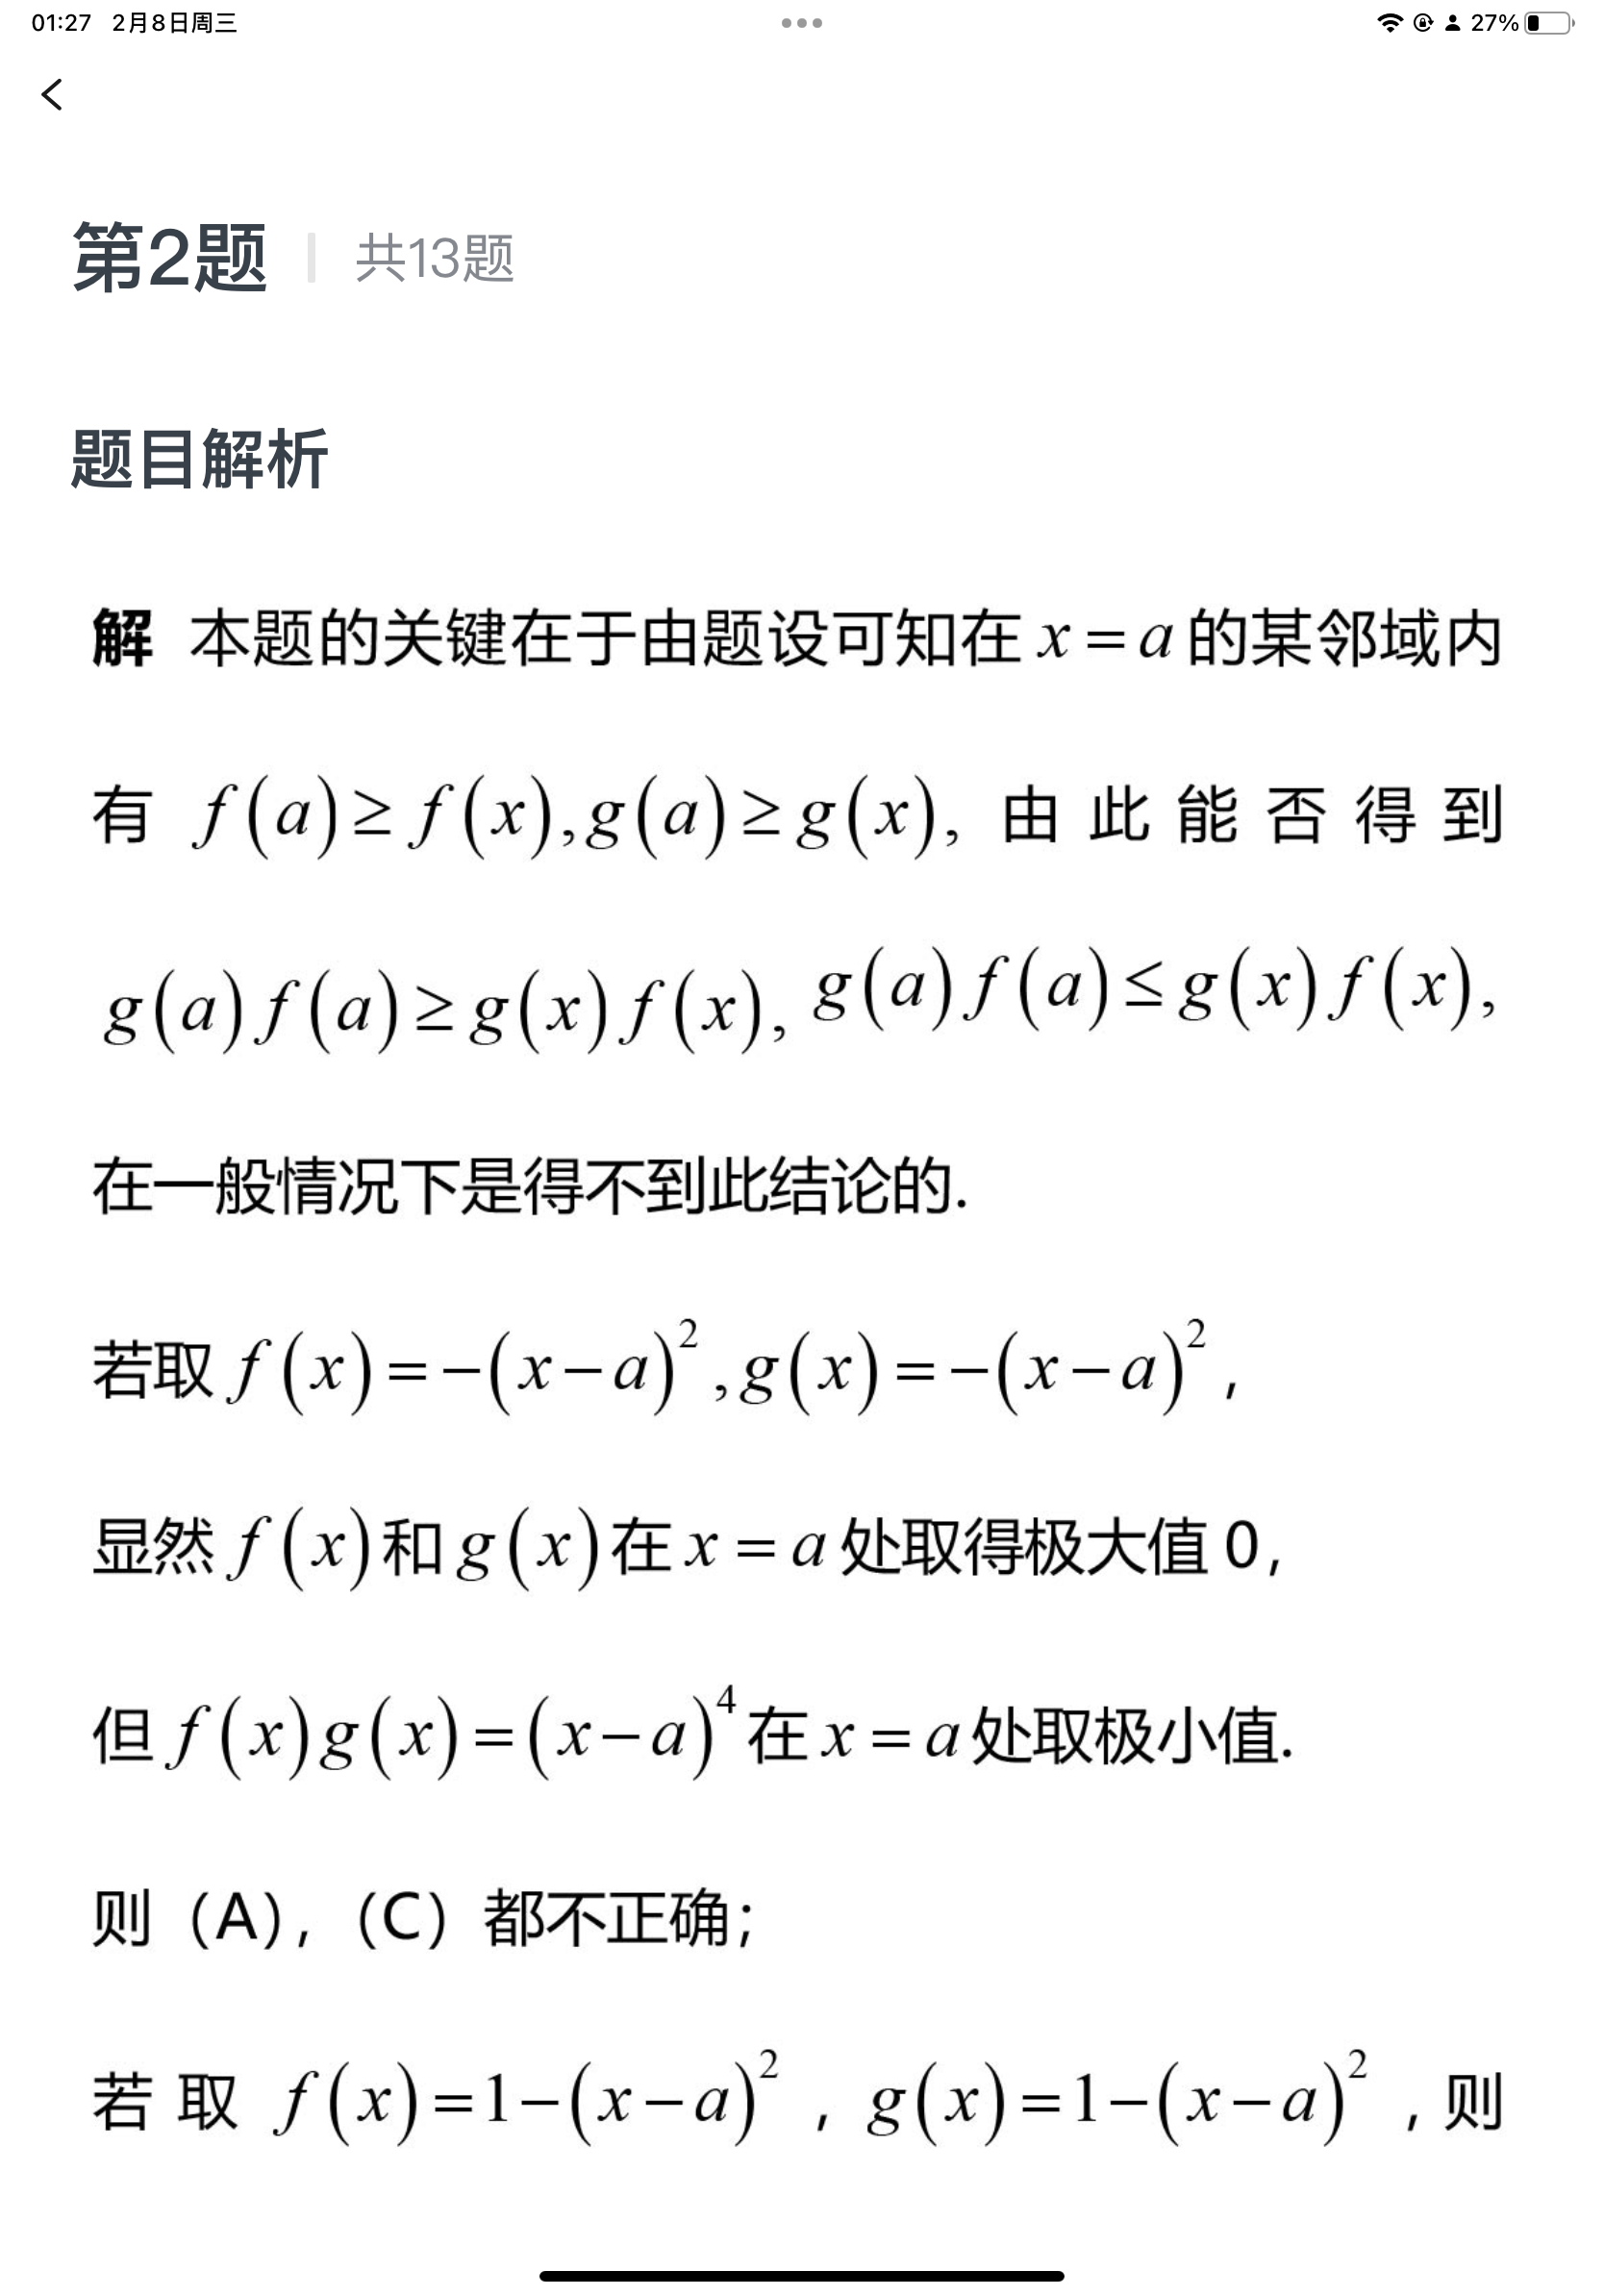 01:27 2月8日周三
27%
第2题 共13题
题目解析
解 本题的关键在于由题设可知在 x = a 的某邻域内
有 f(a) ≥ f(x), g(a) ≥ g(x), 由此能否得到
g(a)f(a) ≥ g(x)f(x), g(a)f(a) ≤ g(x)f(x),
在一般情况下是得不到此结论的.
若取 f(x) = −(x−a)², g(x) = −(x−a)²,
显然 f(x) 和 g(x) 在 x = a 处取得极大值 0,
但 f(x)g(x) = (x−a)⁴ 在 x = a 处取极小值.
则（A），（C）都不正确；
若取 f(x) = 1−(x−a)², g(x) = 1−(x−a)², 则